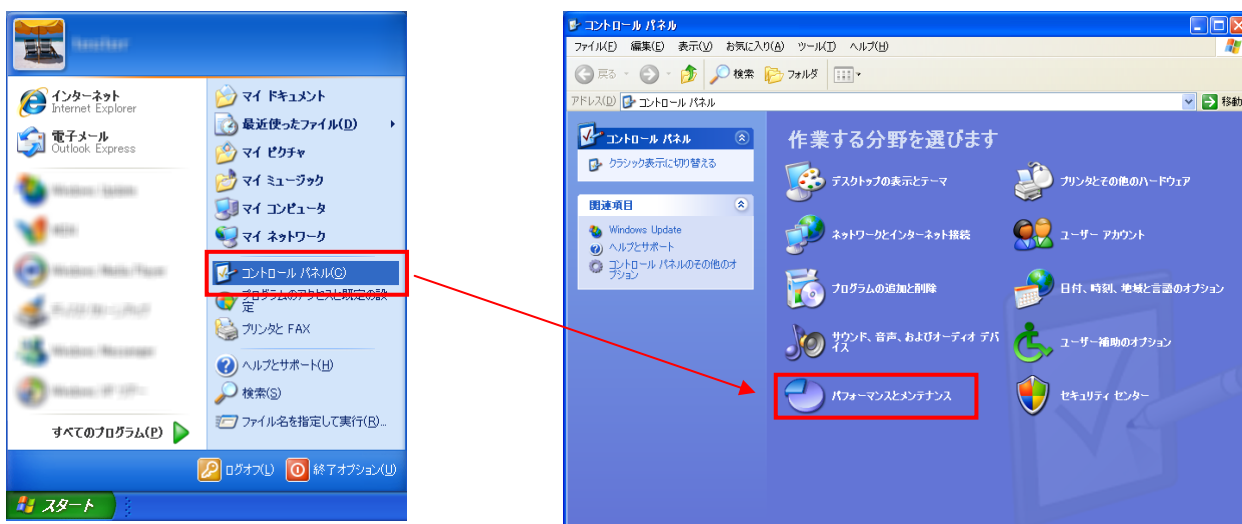 インターネット
Internet Explorer
電子メール
Outlook Express
すべてのプログラム(P)
マイ ドキュメント
最近使ったファイル(D)
マイ ピクチャ
マイ ミュージック
マイ コンピュータ
マイ ネットワーク
コントロール パネル(C)
プログラムのアクセスと既定の設
定
プリンタと FAX
ヘルプとサポート(H)
検索(S)
ファイル名を指定して実行(R)...
ログオフ(L)
終了オプション(U)
スタート
コントロール パネル
ファイル(F) 編集(E) 表示(V) お気に入り(A) ツール(T) ヘルプ(H)
戻る 検索 フォルダ
アドレス(D) コントロール パネル 移動
コントロール パネル
クラシック表示に切り替える
関連項目
Windows Update
ヘルプとサポート
コントロール パネルのその他のオ
プション
作業する分野を選びます
デスクトップの表示とテーマ
プリンタとその他のハードウェア
ネットワークとインターネット接続
ユーザー アカウント
プログラムの追加と削除
日付、時刻、地域と言語のオプション
サウンド、音声、およびオーディオ デバ
イス
ユーザー補助のオプション
パフォーマンスとメンテナンス
セキュリティ センター